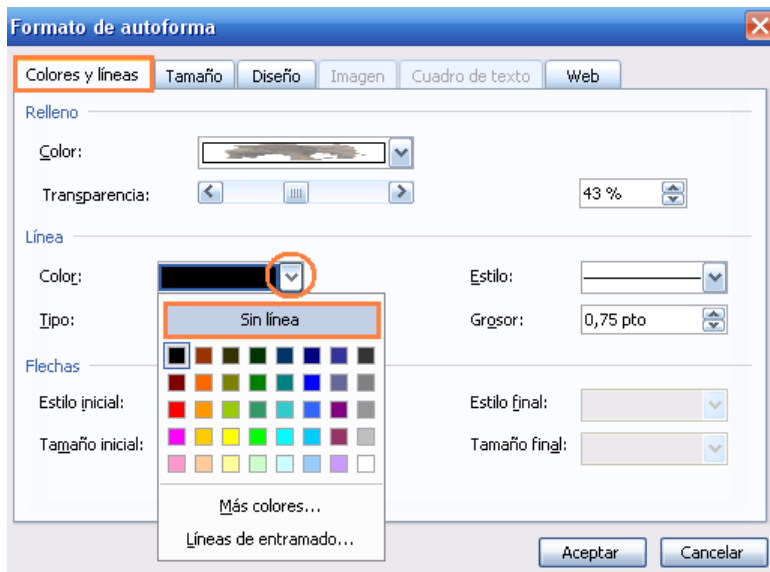 Formato de autoforma
Colores y líneas Tamaño Diseño Imagen Cuadro de texto Web
Relleno
Color:
Transparencia: 43 %
Línea
Color: Estilo:
Sin línea
Tipo: Grosor: 0,75 pto
Flechas
Estilo inicial: Estilo final:
Tamaño inicial: Tamaño final:
Más colores...
Líneas de entramado...
Aceptar Cancelar